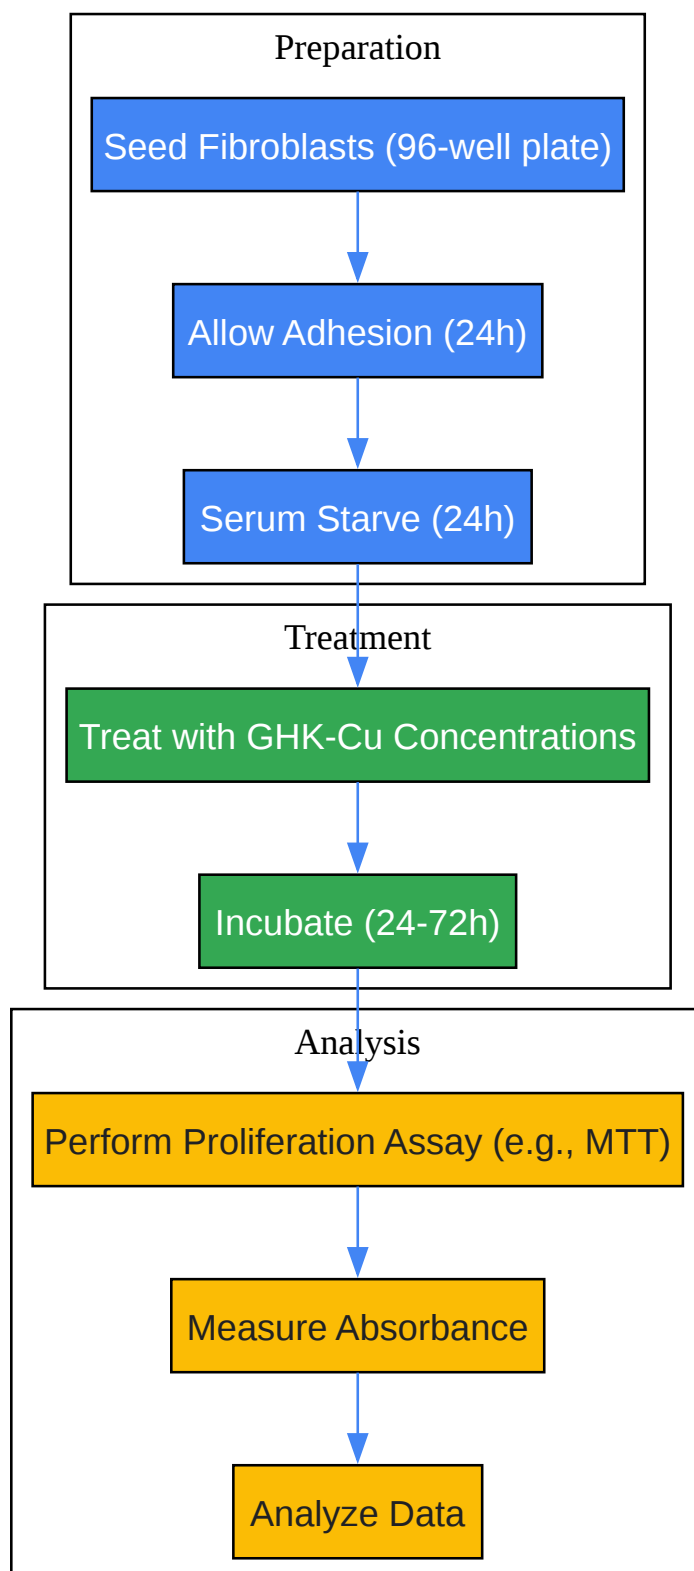 Preparation
Seed Fibroblasts (96-well plate)
Allow Adhesion (24h)
Serum Starve (24h)
Treatment
Treat with GHK-Cu Concentrations
Incubate (24-72h)
Analysis
Perform Proliferation Assay (e.g., MTT)
Measure Absorbance
Analyze Data